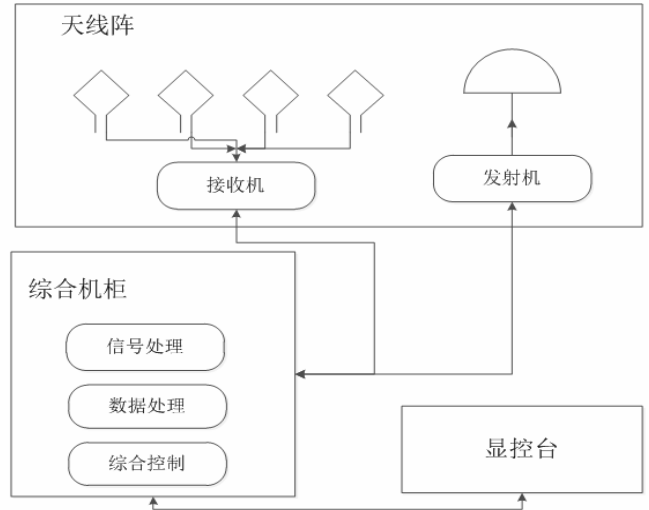 天线阵
接收机
发射机
综合机柜
信号处理
数据处理
综合控制
显控台